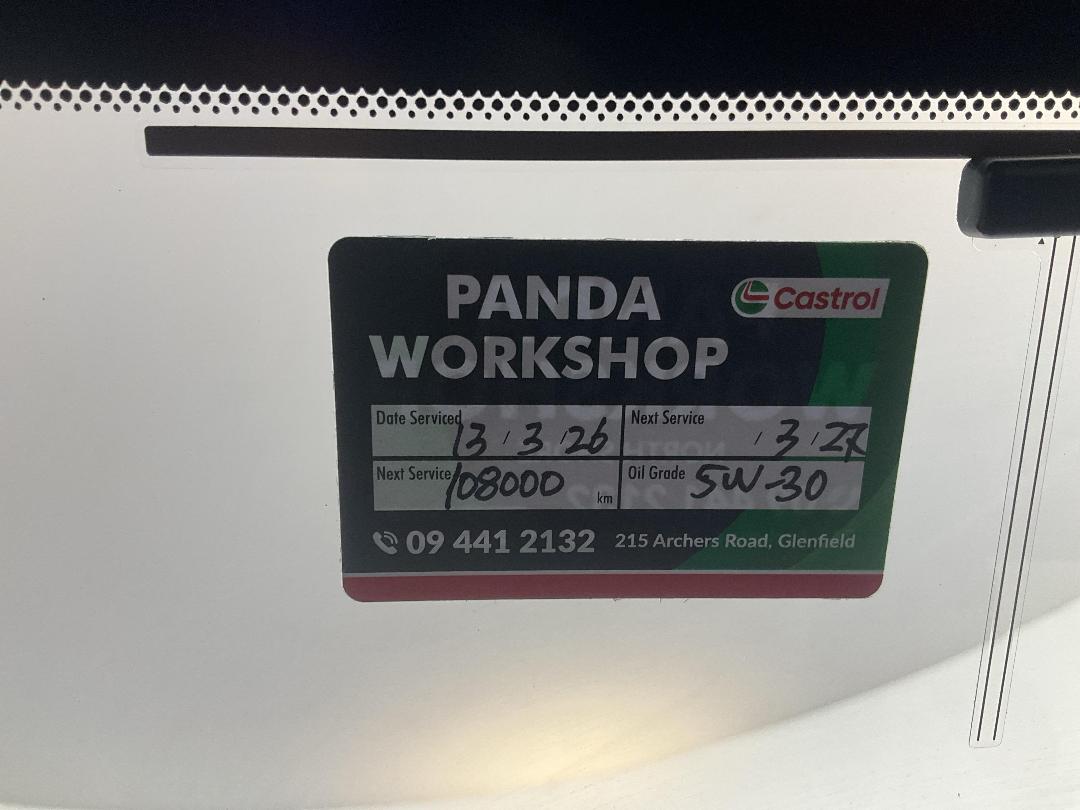 PANDA
WORKSHOP
Castrol
Date Serviced 13/3/26
Next Service / 3/27
Next Service 108000 km
Oil Grade 5W-30
09 441 2132
215 Archers Road, Glenfield